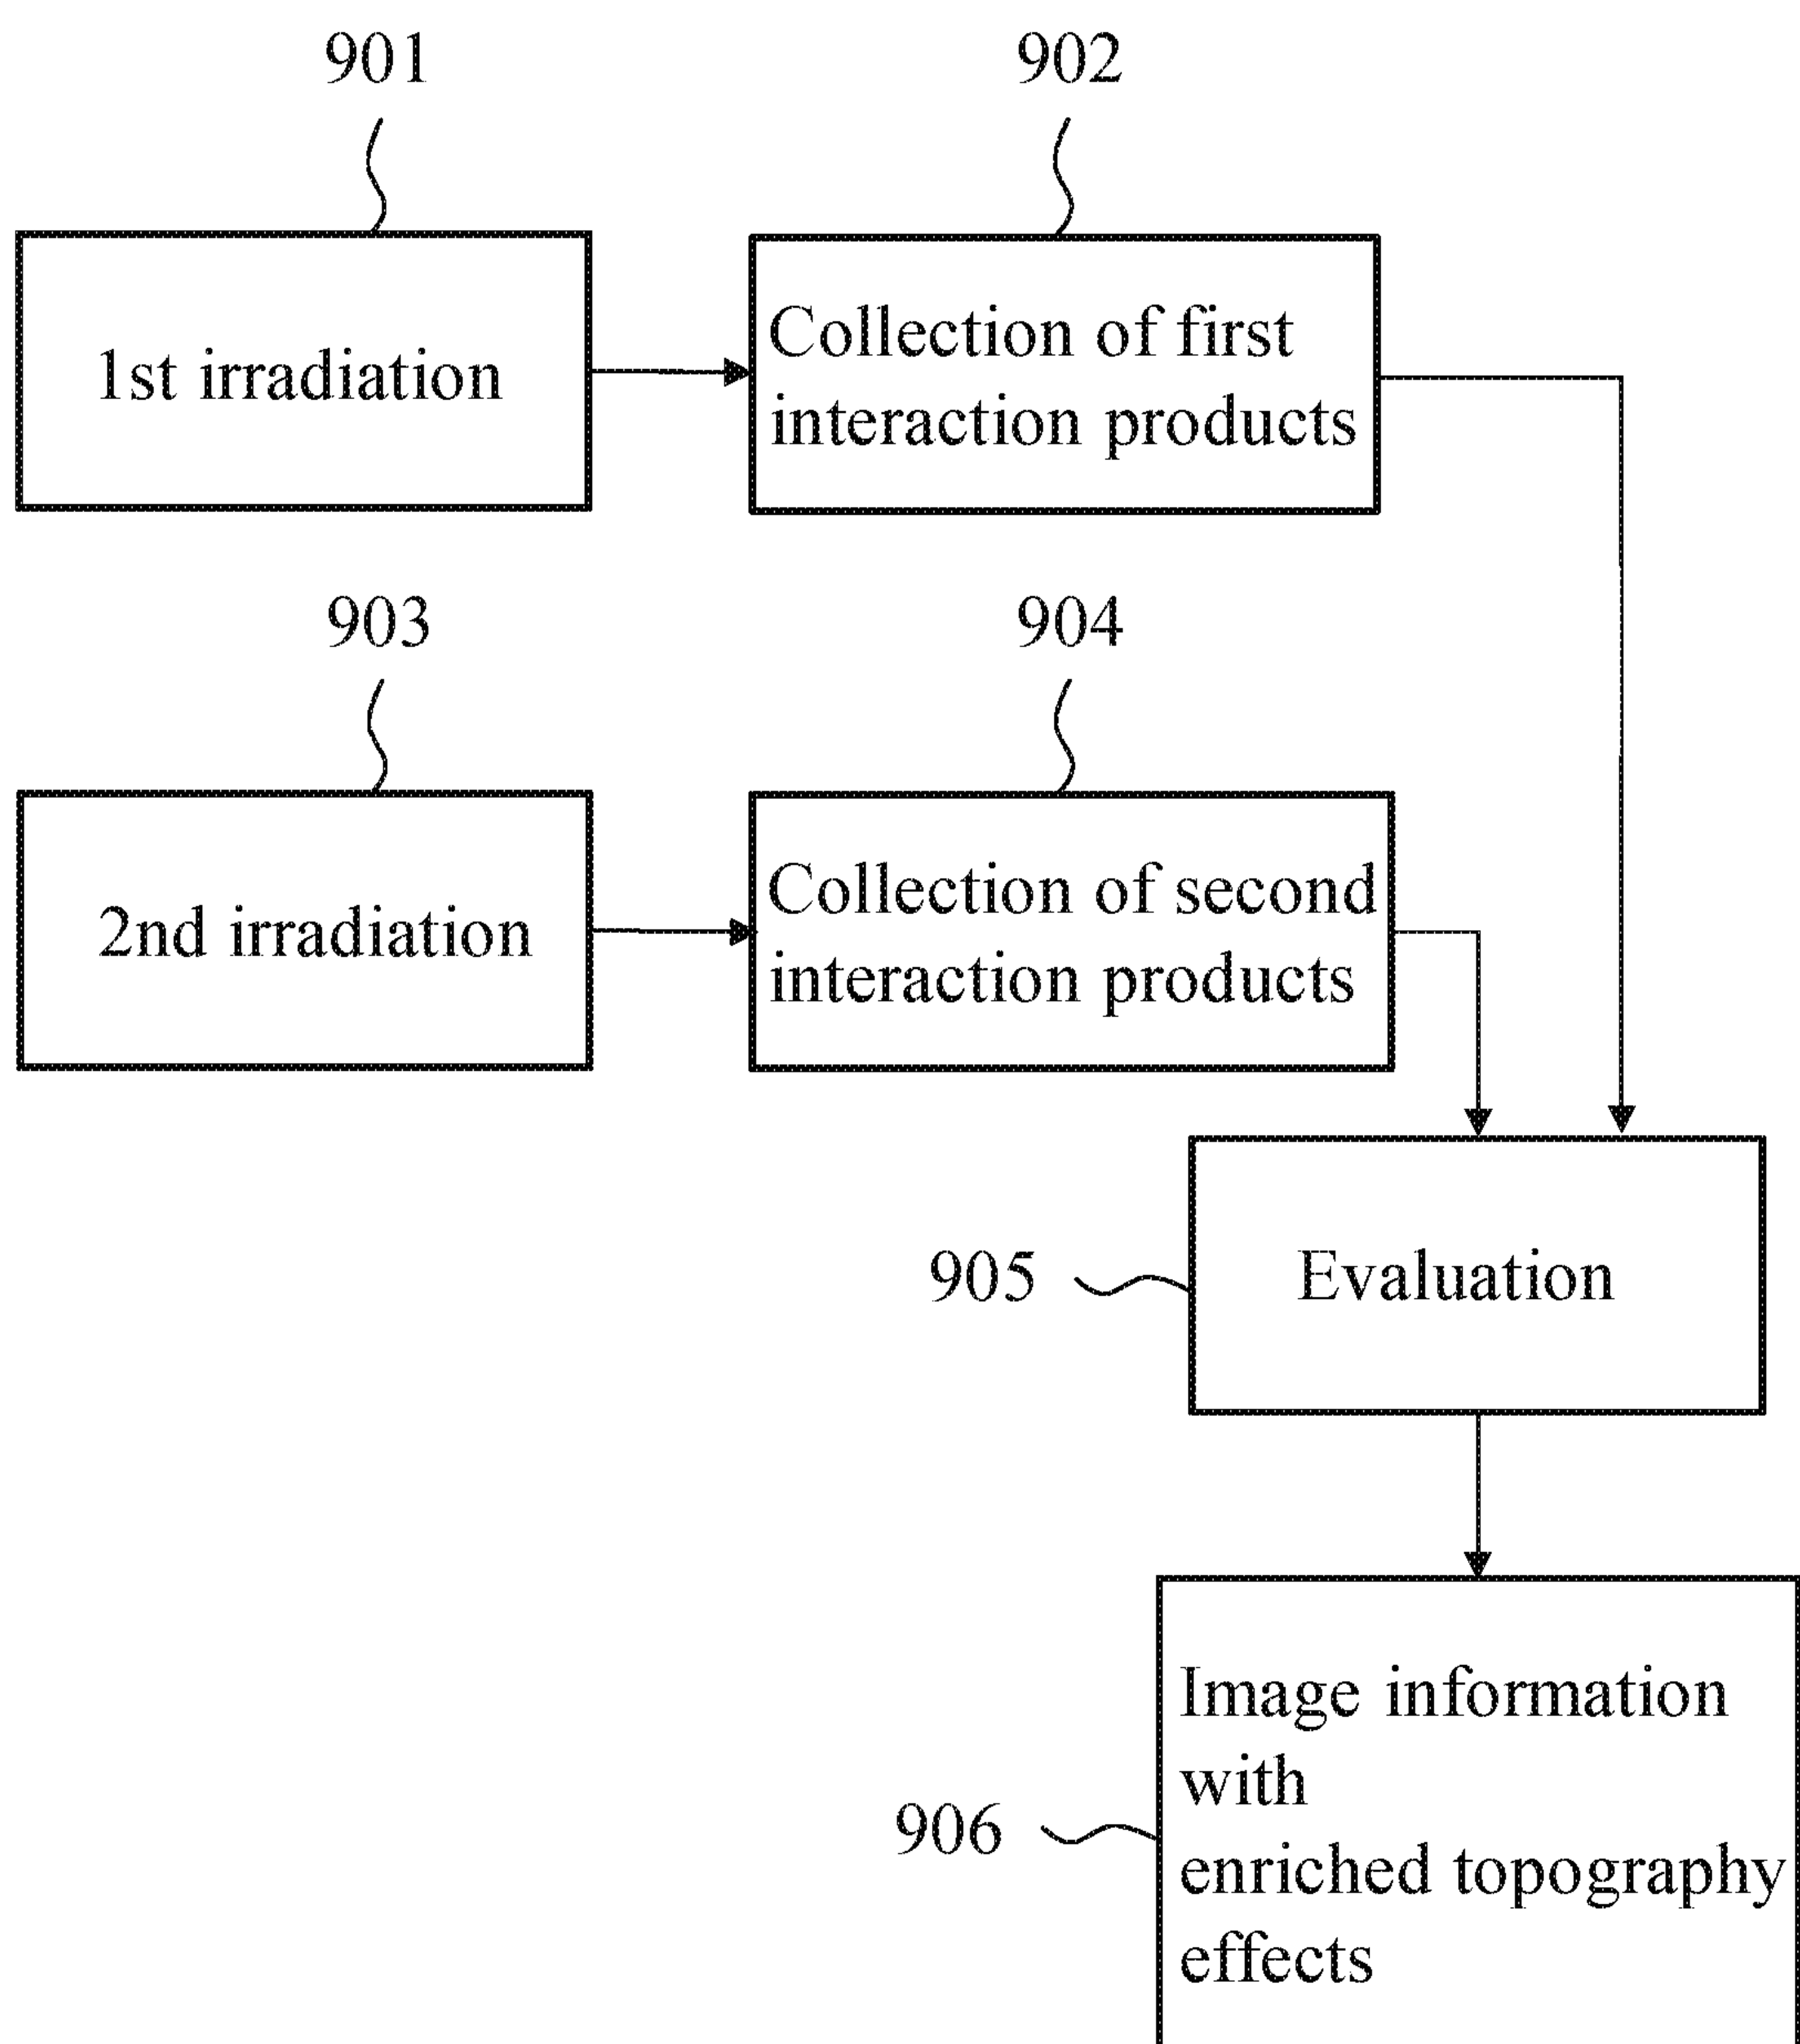 901
902
1st irradiation
Collection of first
interaction products
903
904
2nd irradiation
Collection of second
interaction products
905
Evaluation
906
Image information
with
enriched topography
effects